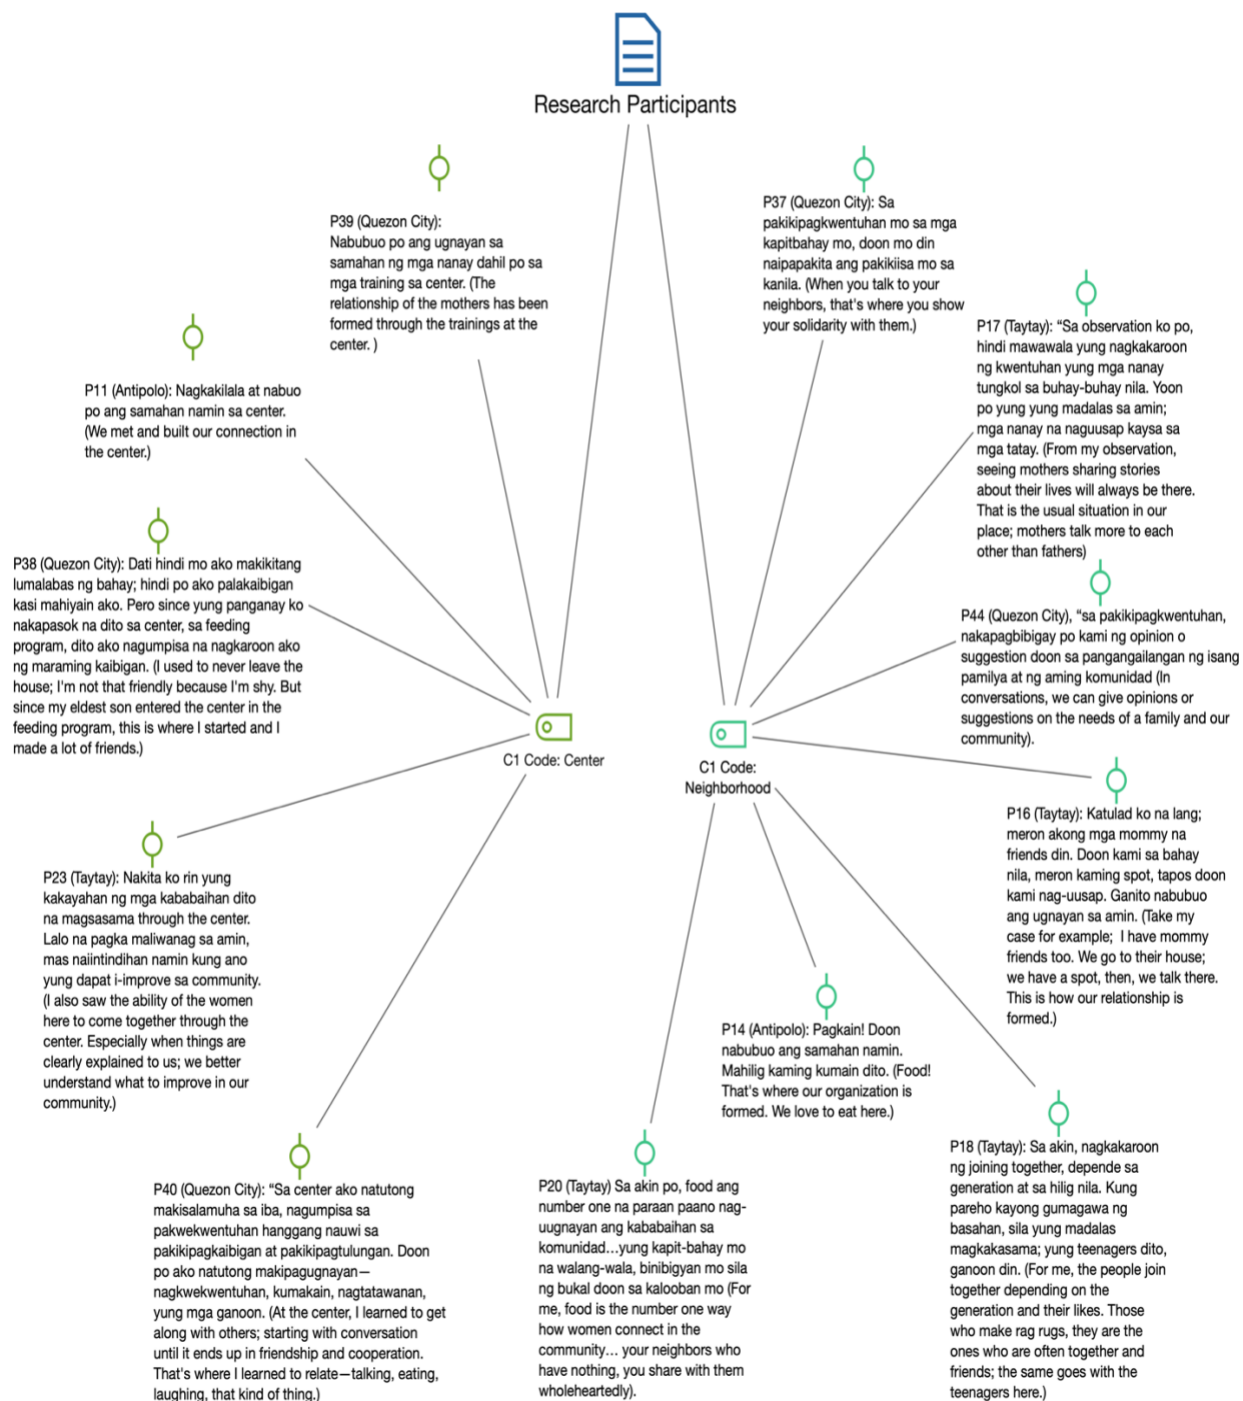 Research Participants
P39 (Quezon City):
Nabubuo po ang ugnayan sa
samahan ng mga nanay dahil po sa
mga training sa center. (The
relationship of the mothers has been
formed through the trainings at the
center. )
P37 (Quezon City): Sa
pakikipagkwentuhan mo sa mga
kapitbahay mo, doon mo din
naipapakita ang pakikiisa mo sa
kanila. (When you talk to your
neighbors, that's where you show
your solidarity with them.)
P11 (Antipolo): Nagkakilala at nabuo
po ang samahan namin sa center.
(We met and built our connection in
the center.)
P17 (Taytay): “Sa observation ko po,
hindi mawawala yung nagkakaroon
ng kwentuhan yung mga nanay
tungkol sa buhay-buhay nila. Yoon
po yung yung madalas sa amin;
mga nanay na naguusap kaysa sa
mga tatay. (From my observation,
seeing mothers sharing stories
about their lives will always be there.
That is the usual situation in our
place; mothers talk more to each
other than fathers)
P38 (Quezon City): Dati hindi mo ako makikitang
lumalabas ng bahay; hindi po ako palakaibigan
kasi mahiyain ako. Pero since yung panganay ko
nakapasok na dito sa center, sa feeding
program, dito ako nagumpisa na nagkaroon ako
ng maraming kaibigan. (I used to never leave the
house; I'm not that friendly because I'm shy. But
since my eldest son entered the center in the
feeding program, this is where I started and I
made a lot of friends.)
P44 (Quezon City), “sa pakikipagkwentuhan,
nakapagbibigay po kami ng opinion o
suggestion doon sa pangangailangan ng isang
pamilya at ng aming komunidad (In
conversations, we can give opinions or
suggestions on the needs of a family and our
community).
C1 Code: Center
C1 Code:
Neighborhood
P16 (Taytay): Katulad ko na lang;
meron akong mga mommy na
friends din. Doon kami sa bahay
nila, meron kaming spot, tapos doon
kami nag-uusap. Ganito nabubuo
ang ugnayan sa amin. (Take my
case for example;  I have mommy
friends too. We go to their house;
we have a spot, then, we talk there.
This is how our relationship is
formed.)
P23 (Taytay): Nakita ko rin yung
kakayahan ng mga kababaihan dito
na magsasama through the center.
Lalo na pagka maliwanag sa amin,
mas naiintindihan namin kung ano
yung dapat i-improve sa community.
(I also saw the ability of the women
here to come together through the
center. Especially when things are
clearly explained to us; we better
understand what to improve in our
community.)
P14 (Antipolo): Pagkain! Doon
nabubuo ang samahan namin.
Mahilig kaming kumain dito. (Food!
That's where our organization is
formed. We love to eat here.)
P40 (Quezon City): “Sa center ako natutong
makisalamuha sa iba, nagumpisa sa
pakwekwentuhan hanggang nauwi sa
pakikipagkaibigan at pakikipagtulungan. Doon
po ako natutong makipagugnayan—
nagkwekwentuhan, kumakain, nagtatawanan,
yung mga ganoon. (At the center, I learned to get
along with others; starting with conversation
until it ends up in friendship and cooperation.
That's where I learned to relate—talking, eating,
laughing, that kind of thing.)
P20 (Taytay) Sa akin po, food ang
number one na paraan paano nag-
uugnayan ang kababaihan sa
komunidad…yung kapit-bahay mo
na walang-wala, binibigyan mo sila
ng bukal doon sa kalooban mo (For
me, food is the number one way
how women connect in the
community… your neighbors who
have nothing, you share with them
wholeheartedly).
P18 (Taytay): Sa akin, nagkakaroon
ng joining together, depende sa
generation at sa hilig nila. Kung
pareho kayong gumagawa ng
basahan, sila yung madalas
magkakasama; yung teenagers dito,
ganoon din. (For me, the people join
together depending on the
generation and their likes. Those
who make rag rugs, they are the
ones who are often together and
friends; the same goes with the
teenagers here.)